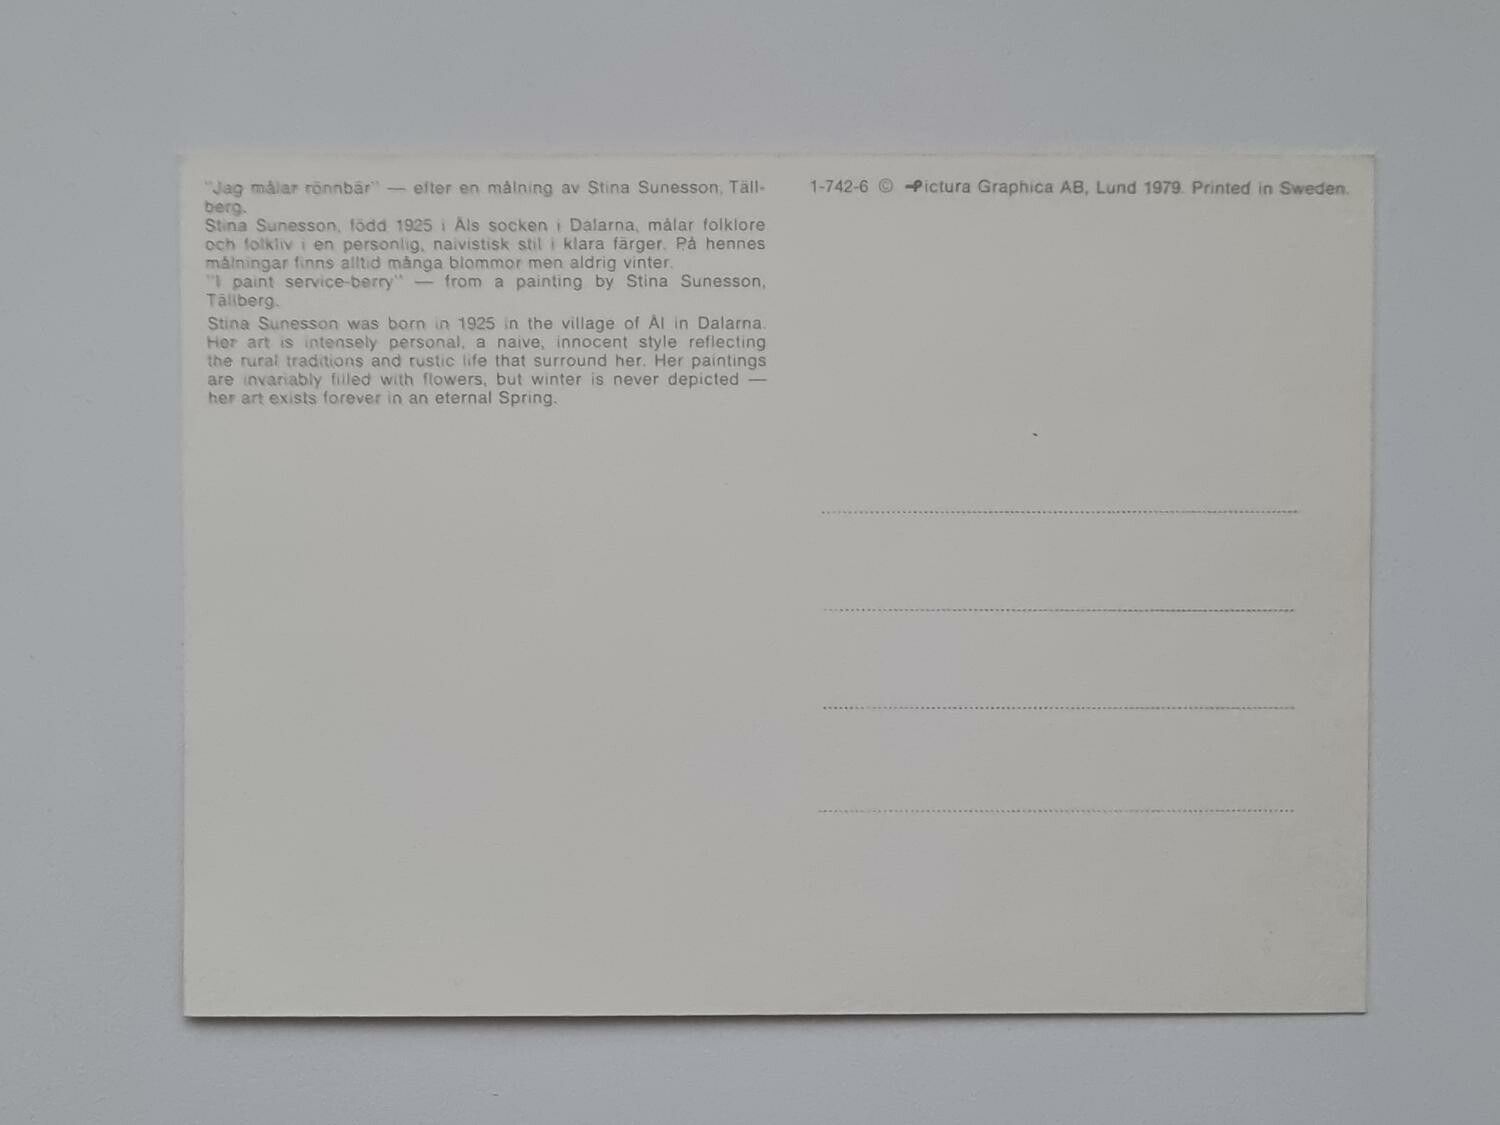 "Jag målar rönnbär" — efter en målning av Stina Sunesson, Täll-
berg.
Stina Sunesson, född 1925 i Åls socken i Dalarna, målar folklore
och folkliv i en personlig, naivistisk stil i klara färger. På hennes
målningar finns alltid många blommor men aldrig vinter.
"I paint service-berry" — from a painting by Stina Sunesson,
Tällberg.
Stina Sunesson was born in 1925 in the village of Ål in Dalarna.
Her art is intensely personal, a naive, innocent style reflecting
the rural traditions and rustic life that surround her. Her paintings
are invariably filled with flowers, but winter is never depicted —
her art exists forever in an eternal Spring.
1-742-6 © Pictura Graphica AB, Lund 1979. Printed in Sweden.